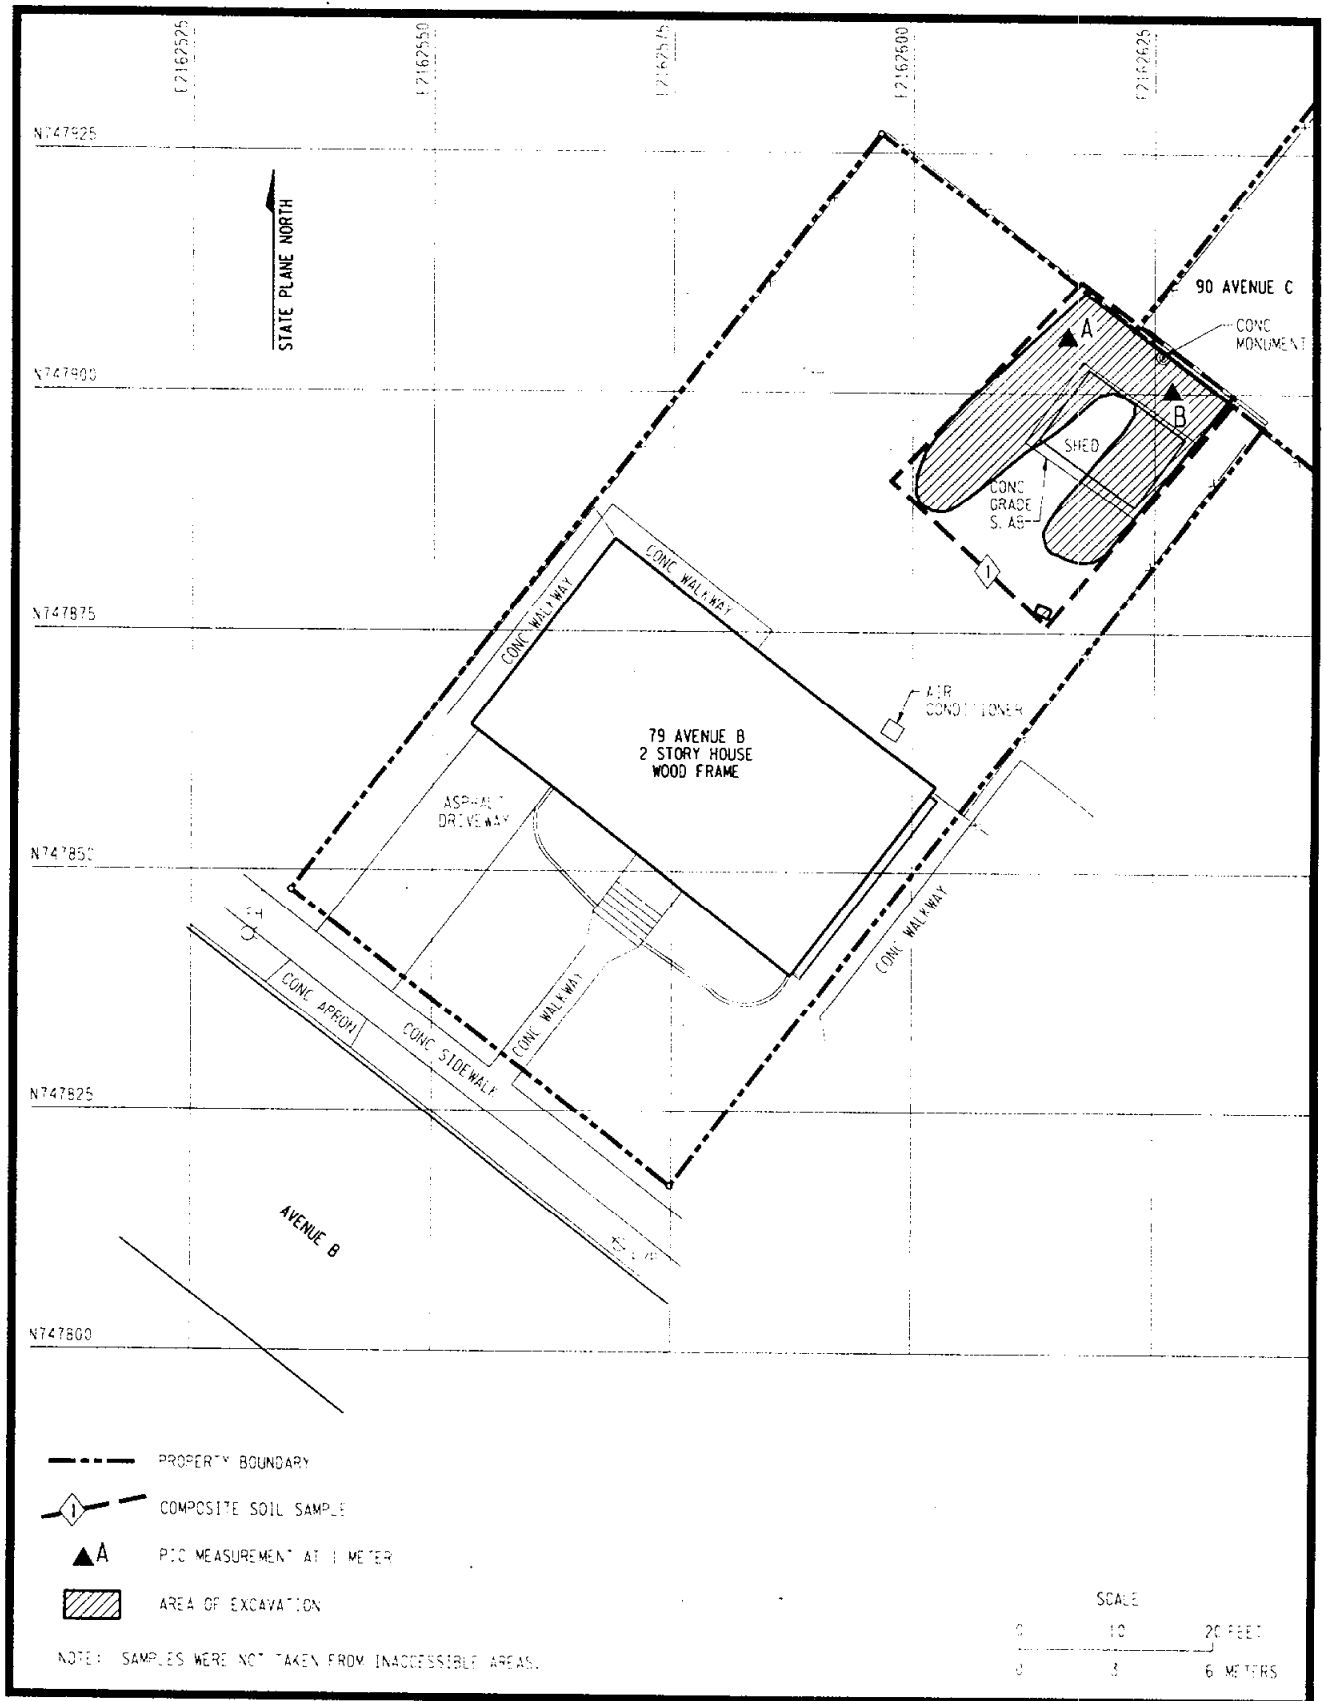 E2162525
E2162550
E2162575
E2162600
E2162625
N747925
STATE PLANE NORTH
90 AVENUE C
CONC
MONUMENT
A
N747900
B
SHED
CONC
GRADE
SLAB
1
CONC WALKWAY
CONC WALKWAY
N747875
AIR
CONDITIONER
79 AVENUE B
2 STORY HOUSE
WOOD FRAME
ASPHALT
DRIVEWAY
N747850
FH
CONC WALKWAY
CONC APRON
CONC SIDEWALK
CONC WALKWAY
N747825
AVENUE B
N747800
PROPERTY BOUNDARY
1 COMPOSITE SOIL SAMPLE
A PIC MEASUREMENT AT 1 METER
AREA OF EXCAVATION
NOTE: SAMPLES WERE NOT TAKEN FROM INACCESSIBLE AREAS.
SCALE
0 10 20 FEET
0 3 6 METERS